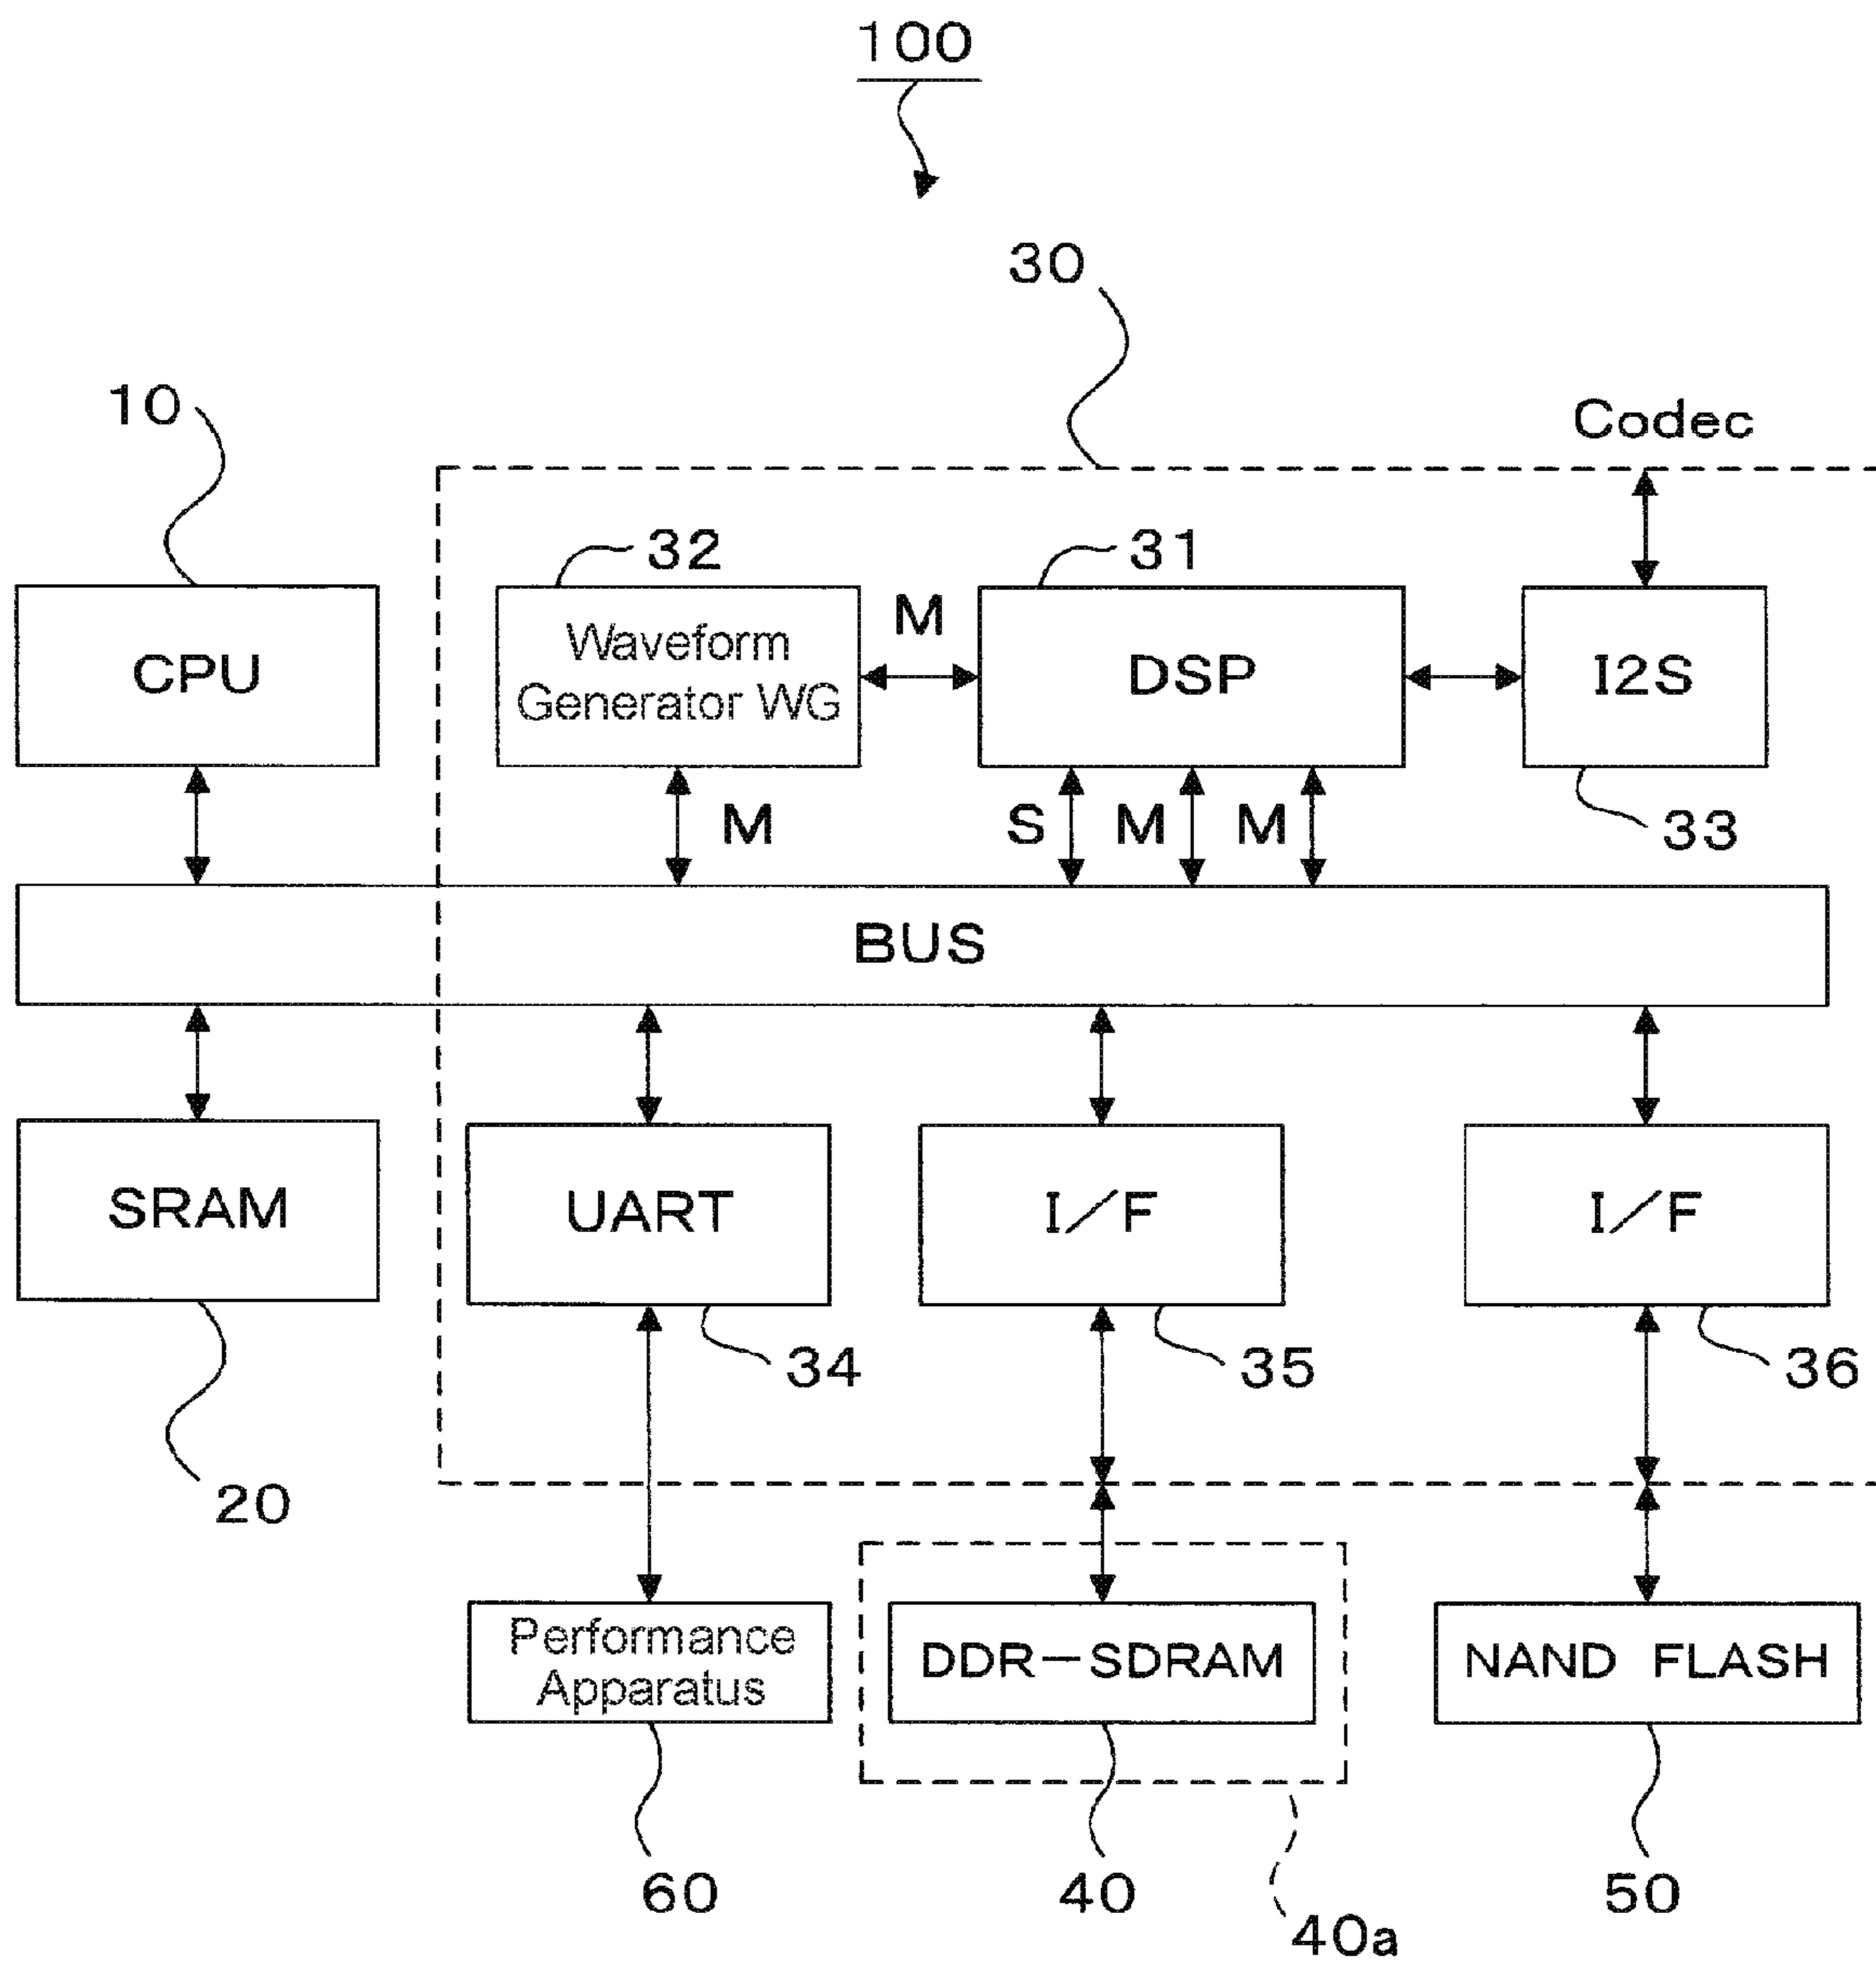 100
30
10
Codec
32
31
CPU
Waveform
Generator WG
M
DSP
I2S
33
M
S
M
M
BUS
SRAM
UART
I/F
I/F
34
35
36
20
Performance
Apparatus
DDR-SDRAM
NAND FLASH
60
40
50
40a